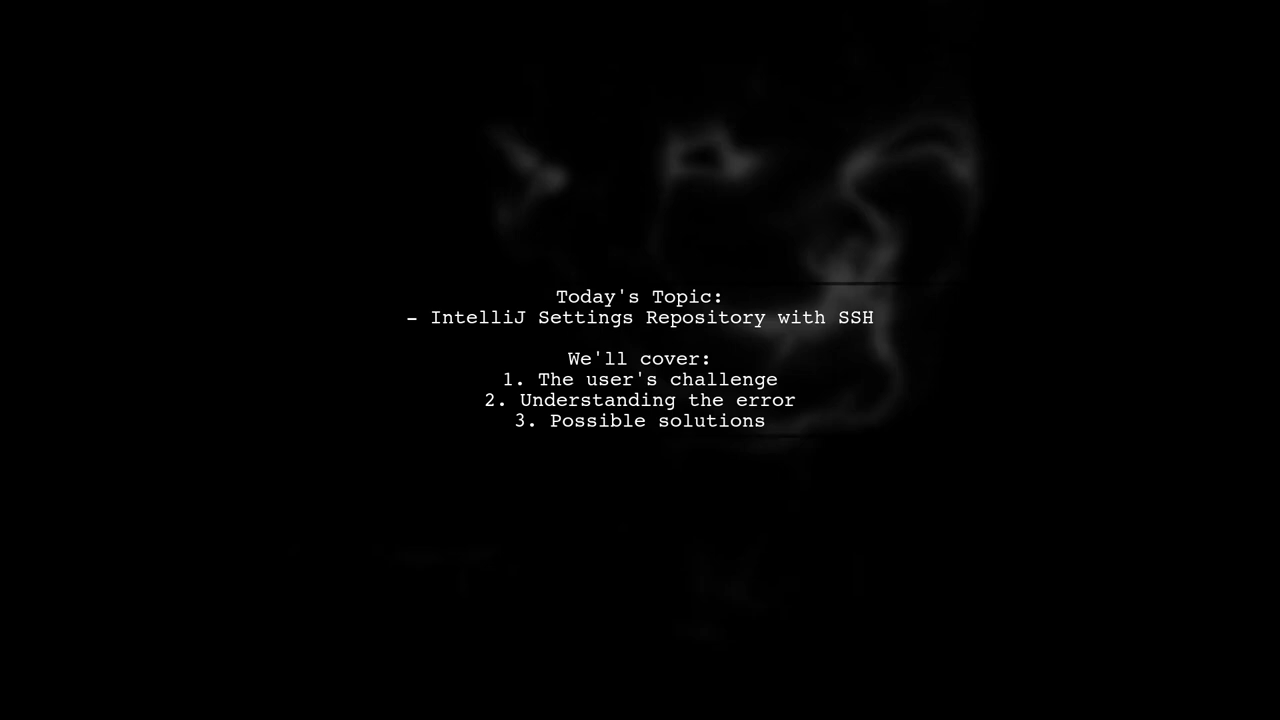 Today's Topic:
- IntelliJ Settings Repository with SSH
We'll cover:
1. The user's challenge
2. Understanding the error
3. Possible solutions